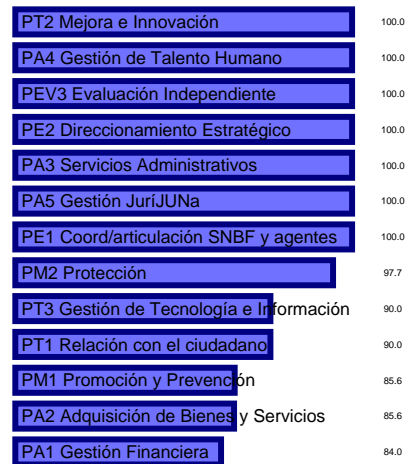 PT2 Mejora e Innovación 100.0
PA4 Gestión de Talento Humano 100.0
PEV3 Evaluación Independiente 100.0
PE2 Direccionamiento Estratégico 100.0
PA3 Servicios Administrativos 100.0
PA5 Gestión JuríJUNa 100.0
PE1 Coord/articulación SNBF y agentes 100.0
PM2 Protección 97.7
PT3 Gestión de Tecnología e Información 90.0
PT1 Relación con el ciudadano 90.0
PM1 Promoción y Prevención 85.6
PA2 Adquisición de Bienes y Servicios 85.6
PA1 Gestión Financiera 84.0